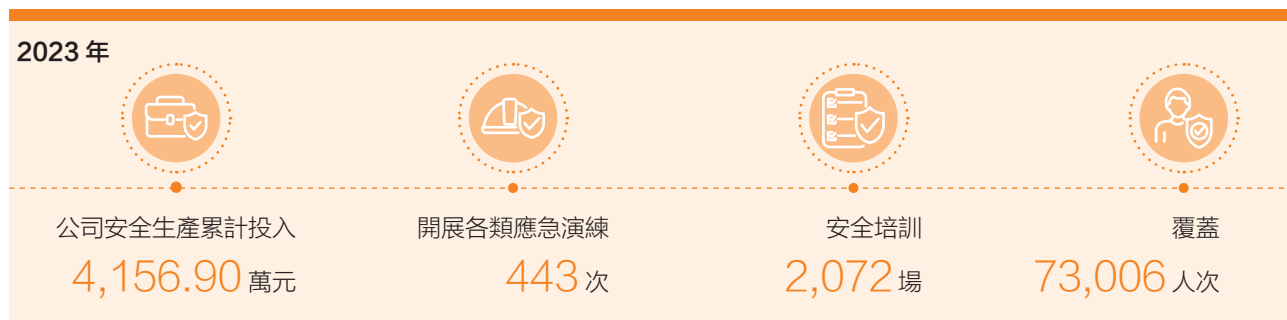 2023 年
公司安全生產累計投入
4,156.90 萬元
開展各類應急演練
443 次
安全培訓
2,072 場
覆蓋
73,006 人次